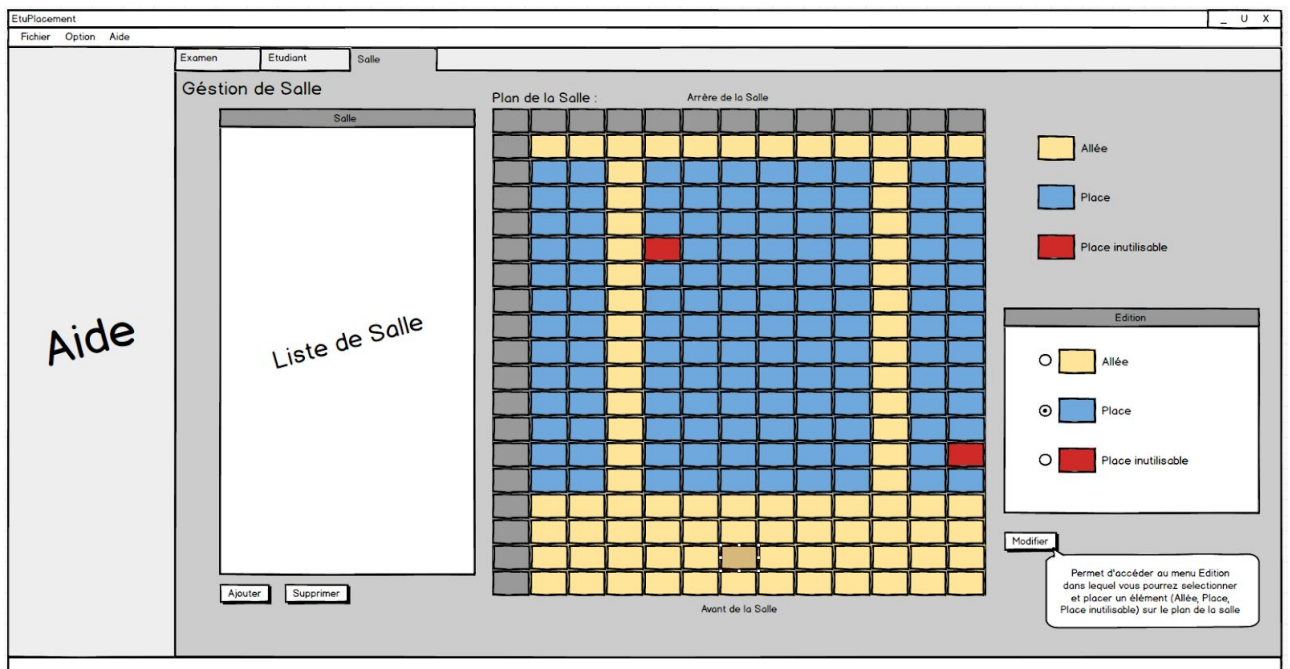 EtuPlacement
_ U X
Fichier Option Aide
Examen Etudiant Salle
Géstion de Salle
Aide
Salle
Liste de Salle
Ajouter Supprimer
Plan de la Salle :
Arrère de la Salle
Avant de la Salle
Allée
Place
Place inutilisable
Edition
Allée
Place
Place inutilisable
Modifier
Permet d'accéder au menu Edition
dans lequel vous pourrez selectionner
et placer un élément (Allée, Place,
Place inutilisable) sur le plan de la salle